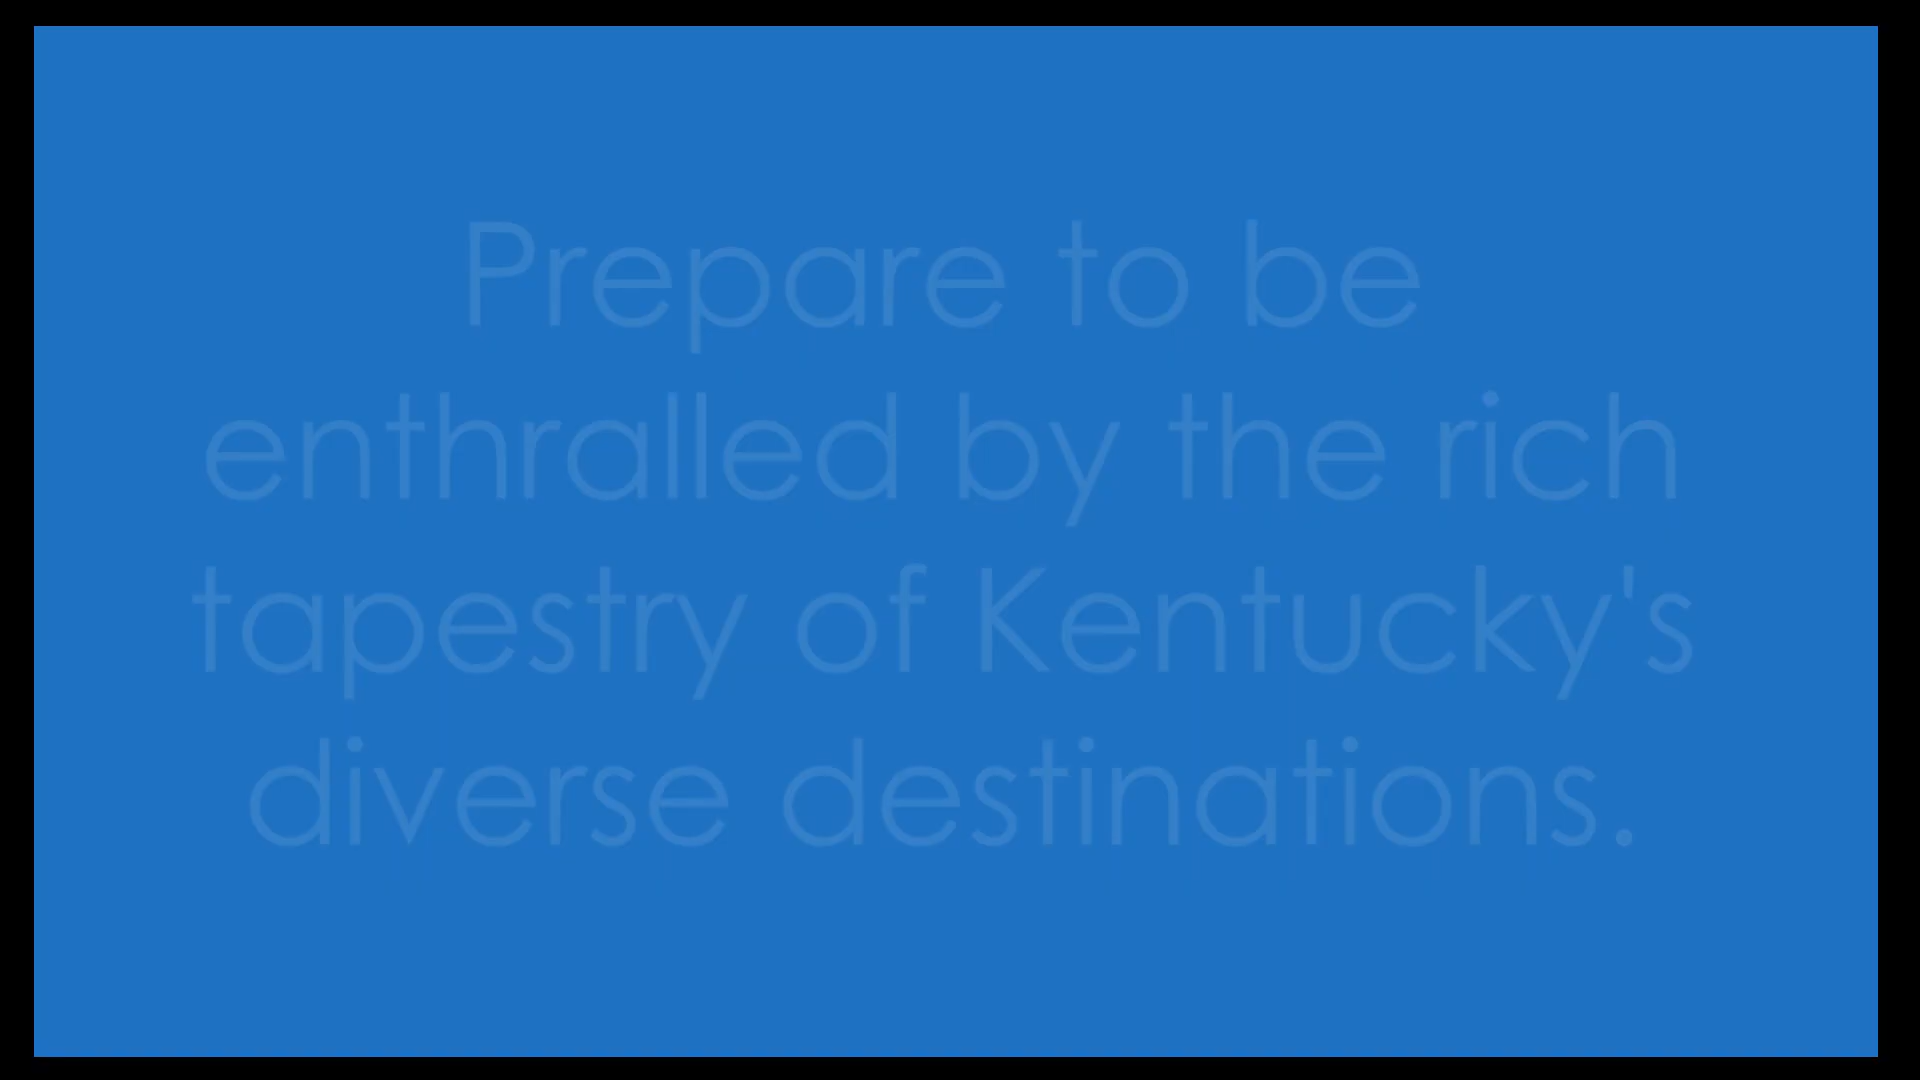 Prepare to be
enthralled by the rich
tapestry of Kentucky's
diverse destinations.